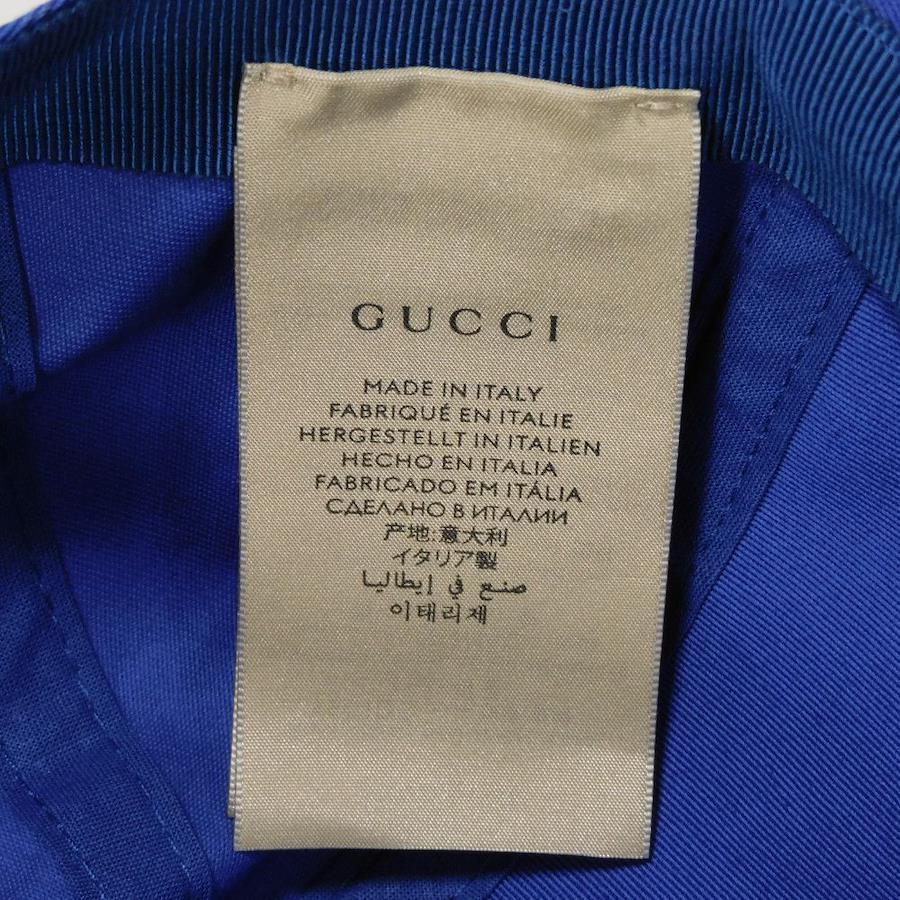 GUCCI
MADE IN ITALY
FABRIQUÉ EN ITALIE
HERGESTELLT IN ITALIEN
HECHO EN ITALIA
FABRICADO EM ITÁLIA
СДЕЛАНО В ИТАЛИИ
产地:意大利
イタリア製
صنع في إيطاليا
이태리제